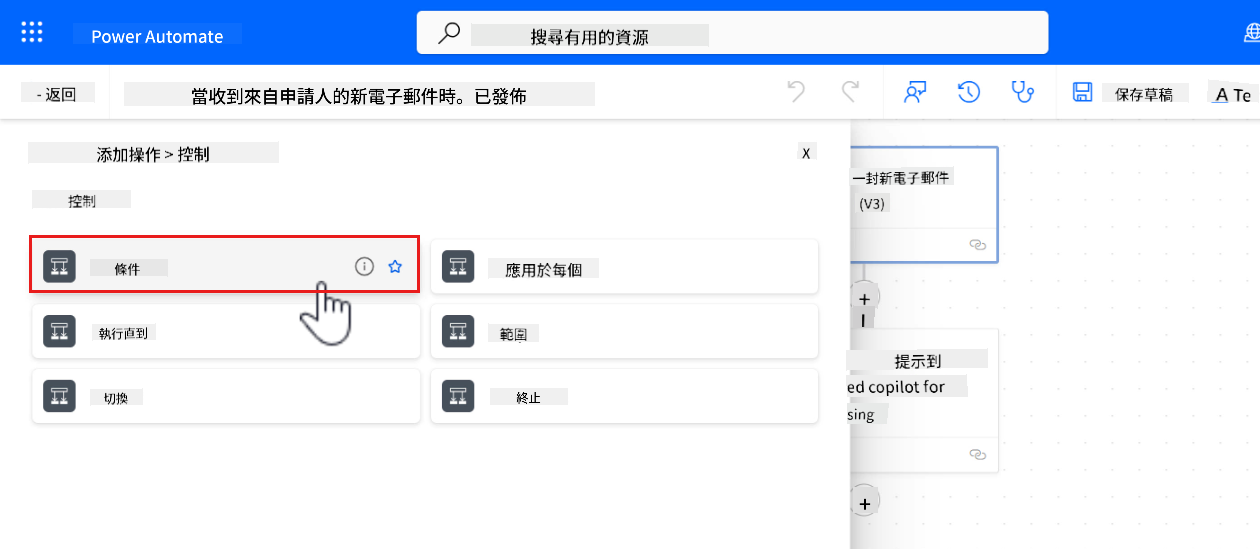 Power Automate
搜尋有用的資源
- 返回
當收到來自申請人的新電子郵件時。已發佈
保存草稿
A Te
添加操作 > 控制
X
控制
條件
應用於每個
執行直到
範圍
切換
終止
一封新電子郵件
(V3)
提示到
ed copilot for
sing